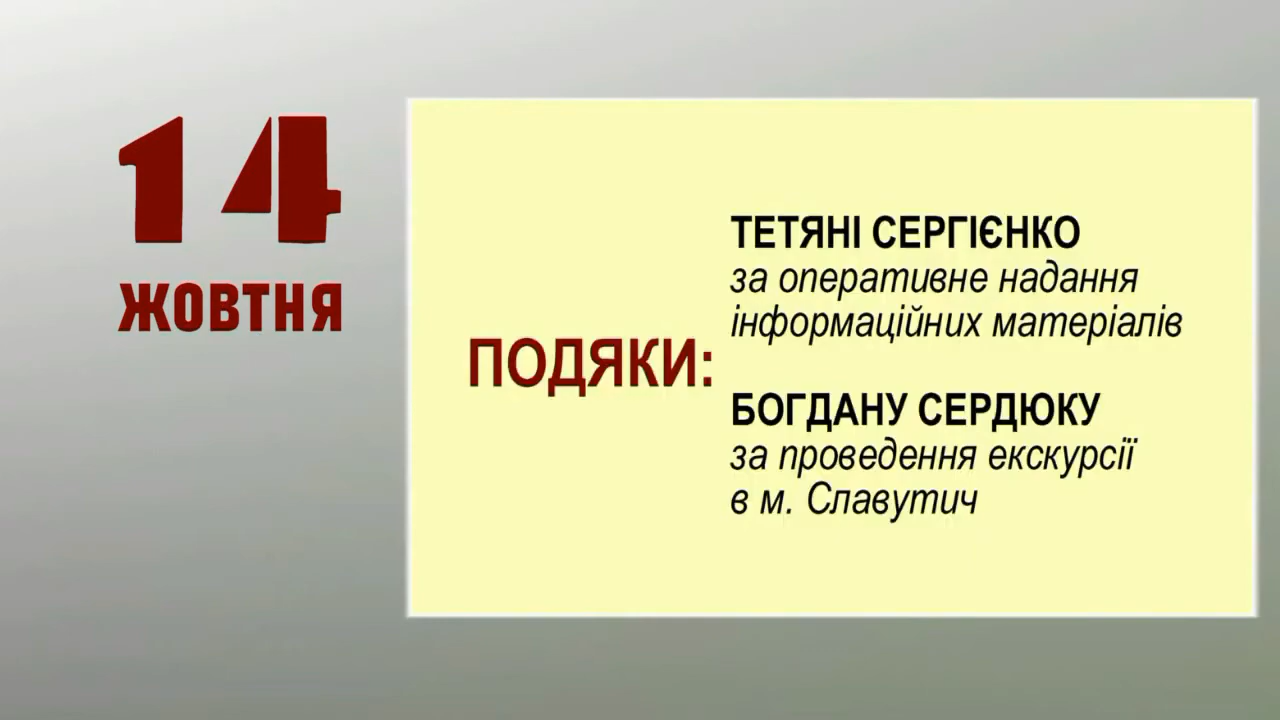 14
ЖОВТНЯ
ПОДЯКИ:
ТЕТЯНІ СЕРГІЄНКО
за оперативне надання
інформаційних матеріалів
БОГДАНУ СЕРДЮКУ
за проведення екскурсії
в м. Славутич